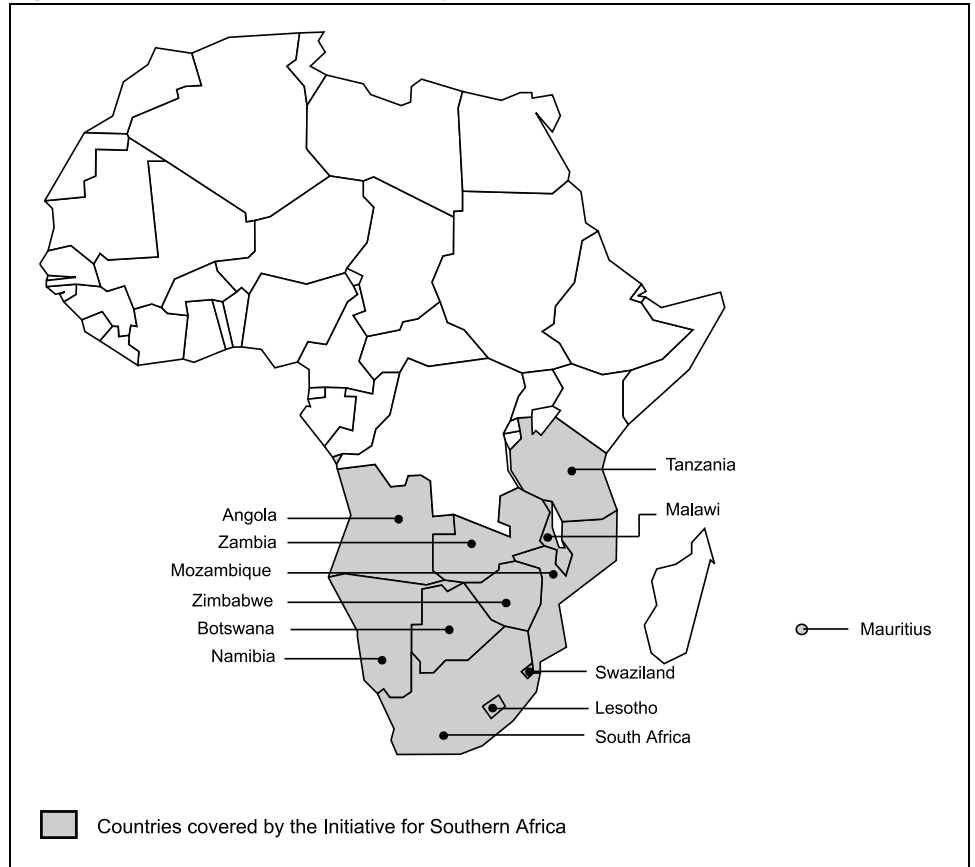 Tanzania
Malawi
Angola
Zambia
Mozambique
Zimbabwe
Botswana
Namibia
Mauritius
Swaziland
Lesotho
South Africa
Countries covered by the Initiative for Southern Africa